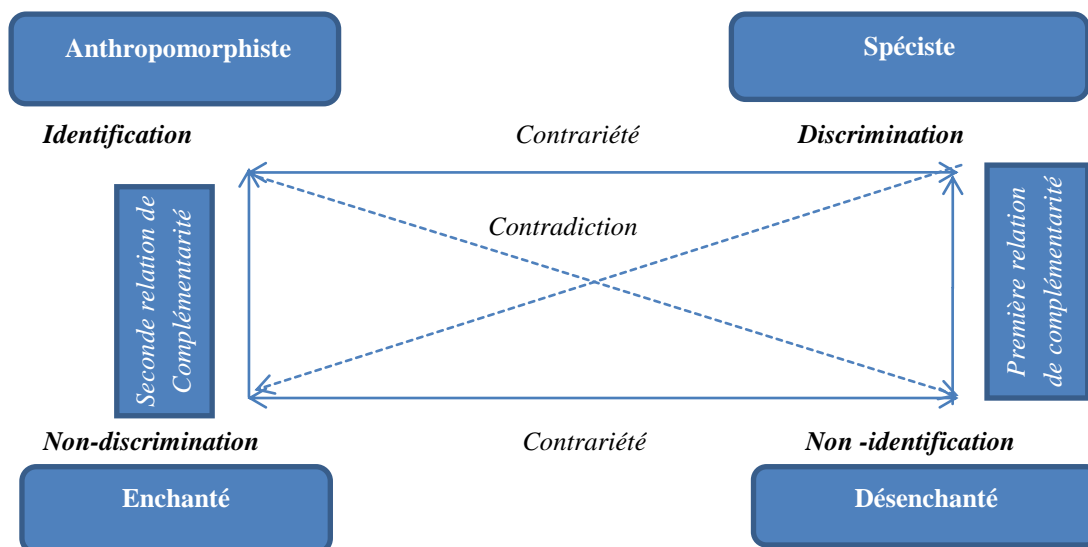 Anthropomorphiste
Spéciste
Identification
Contrariété
Discrimination
Seconde relation de
Complémentarité
Contradiction
Première relation
de complémentarité
Non-discrimination
Contrariété
Non -identification
Enchanté
Désenchanté